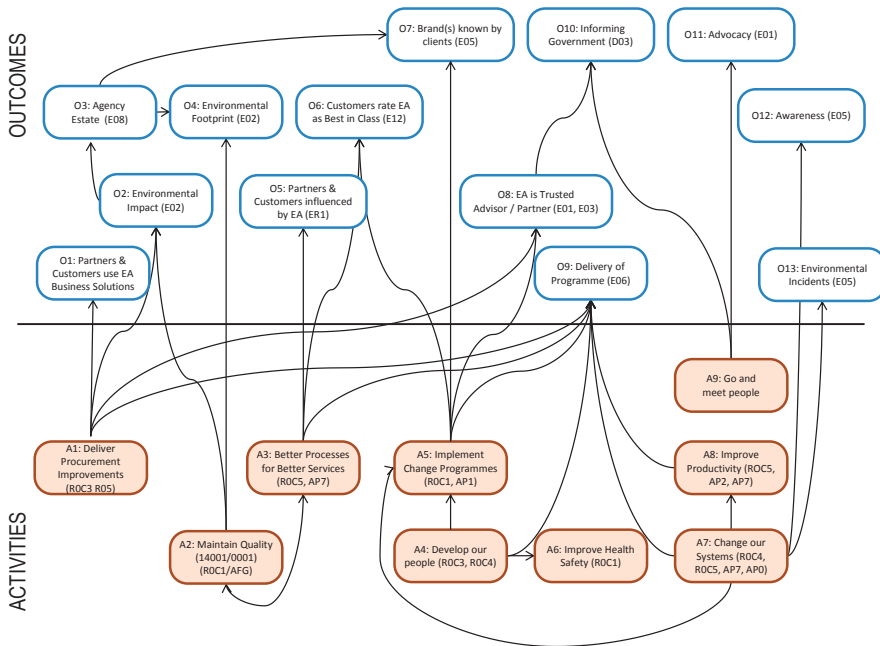 OUTCOMES
O7: Brand(s) known by
clients (E05)
O10: Informing
Government (D03)
O11: Advocacy (E01)
O3: Agency
Estate (E08)
O4: Environmental
Footprint (E02)
O6: Customers rate EA
as Best in Class
(E12)
O12: Awareness (E05)
O2: Environmental
Impact (E02)
O5: Partners &
Customers influenced
by EA (ER1)
O8: EA is Trusted
Advisor / Partner
(E01, E03)
O1: Partners &
Customers use EA
Business Solutions
O9: Delivery of
Programme (E06)
O13: Environmental
Incidents (E05)
A9: Go and
meet people
A1: Deliver
Procurement
Improvements
(R0C3 R05)
A3: Better Processes
for Better Services
(R0C5, AP7)
A5: Implement
Change Programmes
(R0C1, AP1)
A8: Improve
Productivity (ROC5,
AP2, AP7)
ACTIVITIES
A2: Maintain Quality
(14001/0001)
(R0C1/AFG)
A4: Develop our
people (R0C3, R0C4)
A6: Improve Health
Safety (R0C1)
A7: Change our
Systems (R0C4,
R0C5, AP7, AP0)